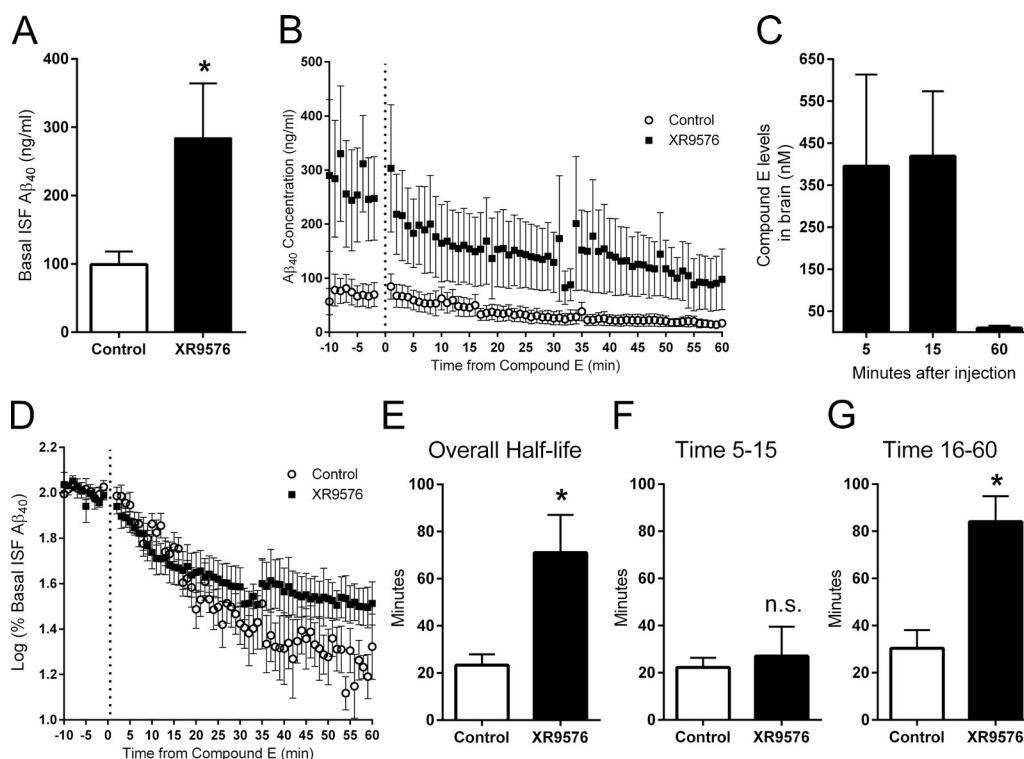 A
Basal ISF Aβ40 (ng/ml)
400
300
200
100
0
*
Control
XR9576
B
Aβ40 Concentration (ng/ml)
500
400
300
200
100
0
Control
XR9576
-10
-5
0
5
10
15
20
25
30
35
40
45
50
55
60
Time from Compound E (min)
C
Compound E levels
in brain (nM)
650
550
450
350
250
150
50
5
15
60
Minutes after injection
D
Log (% Basal ISF Aβ40)
2.2
2.0
1.8
1.6
1.4
1.2
1.0
Control
XR9576
-10
-5
0
5
10
15
20
25
30
35
40
45
50
55
60
Time from Compound E (min)
E
Overall Half-life
Minutes
100
80
60
40
20
0
*
Control
XR9576
F
Time 5-15
Minutes
100
80
60
40
20
0
n.s.
Control
XR9576
G
Time 16-60
Minutes
100
80
60
40
20
0
*
Control
XR9576